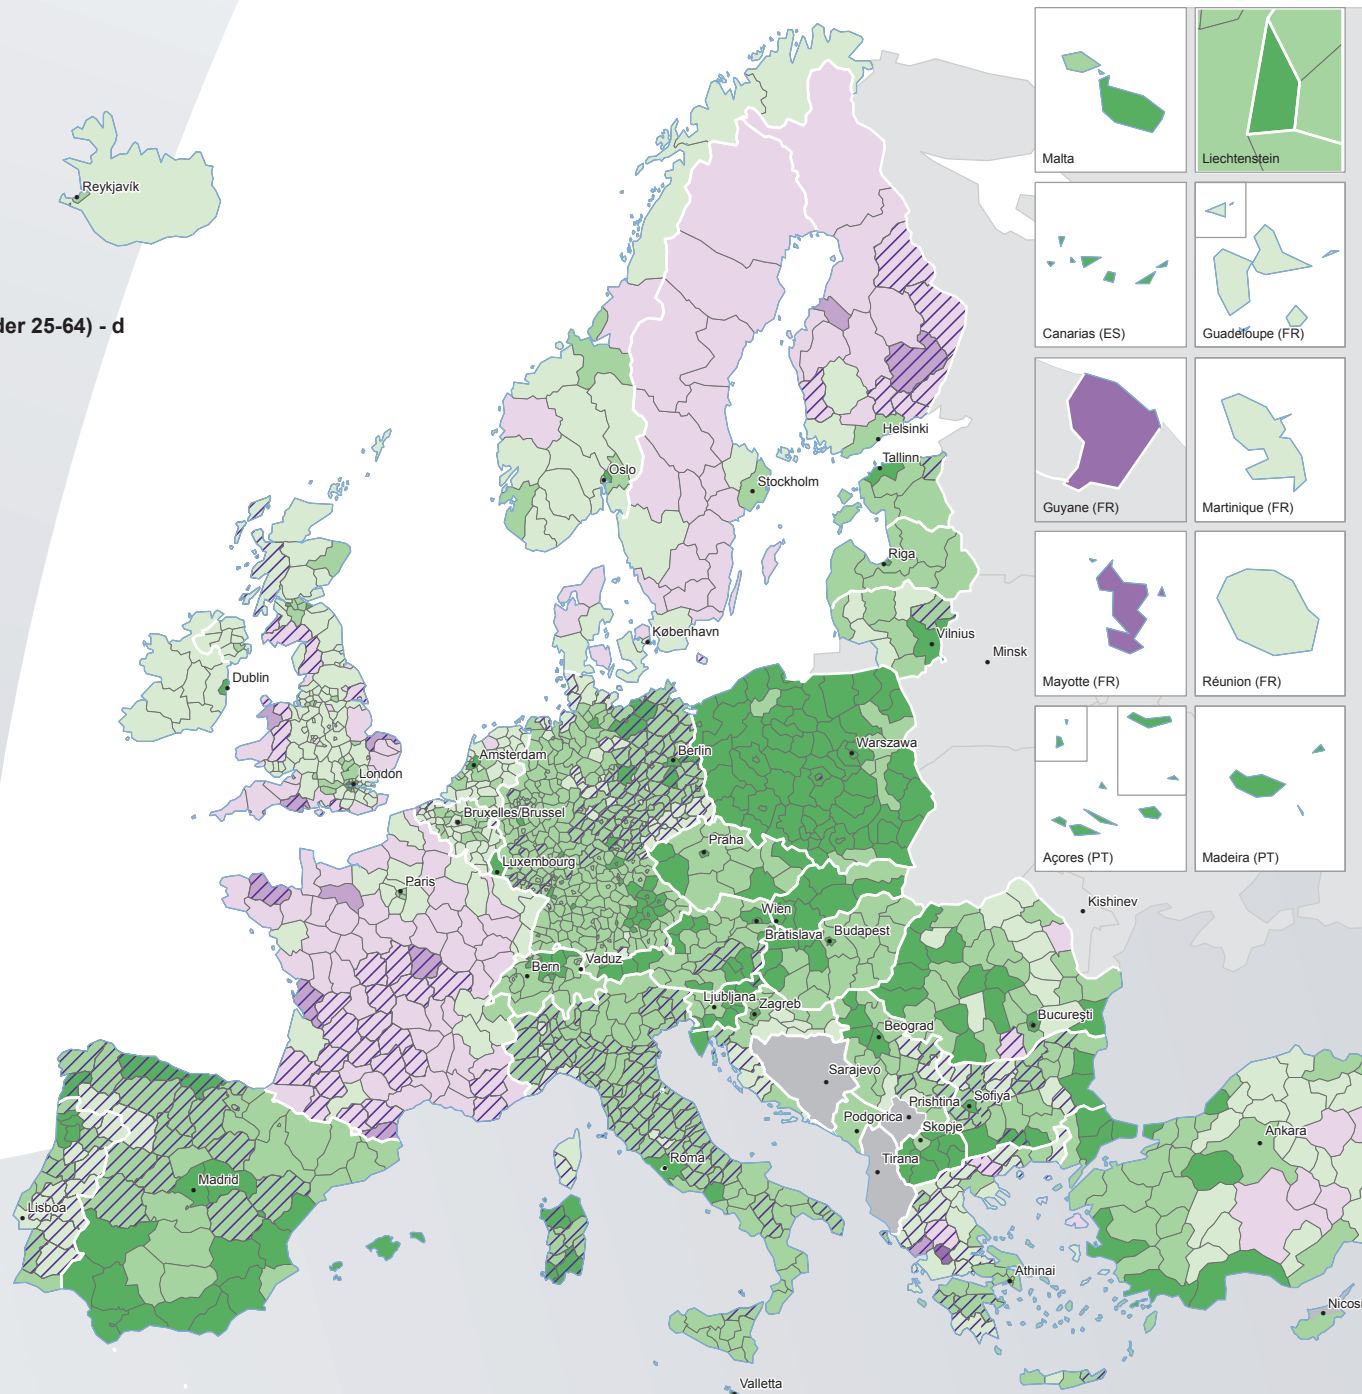 Malta
Liechtenstein
Reykjavík
Canarias (ES)
Guadeloupe (FR)
der 25-64) - d
Helsinki
Tallinn
Oslo
Stockholm
Guyane (FR)
Martinique (FR)
Riga
København
Vilnius
Minsk
Dublin
Mayotte (FR)
Réunion (FR)
Warszawa
Berlin
Amsterdam
London
Bruxelles/Brussel
Praha
Luxembourg
Açores (PT)
Madeira (PT)
Paris
Kishinev
Wien
Bratislava
Budapest
Bern
Vaduz
Ljubljana
Zagreb
Beograd
Bucureşti
Sarajevo
Prishtina
Sofiya
Podgorica
Skopje
Ankara
Tirana
Roma
Madrid
Lisboa
Athinai
Nicosi
Valletta